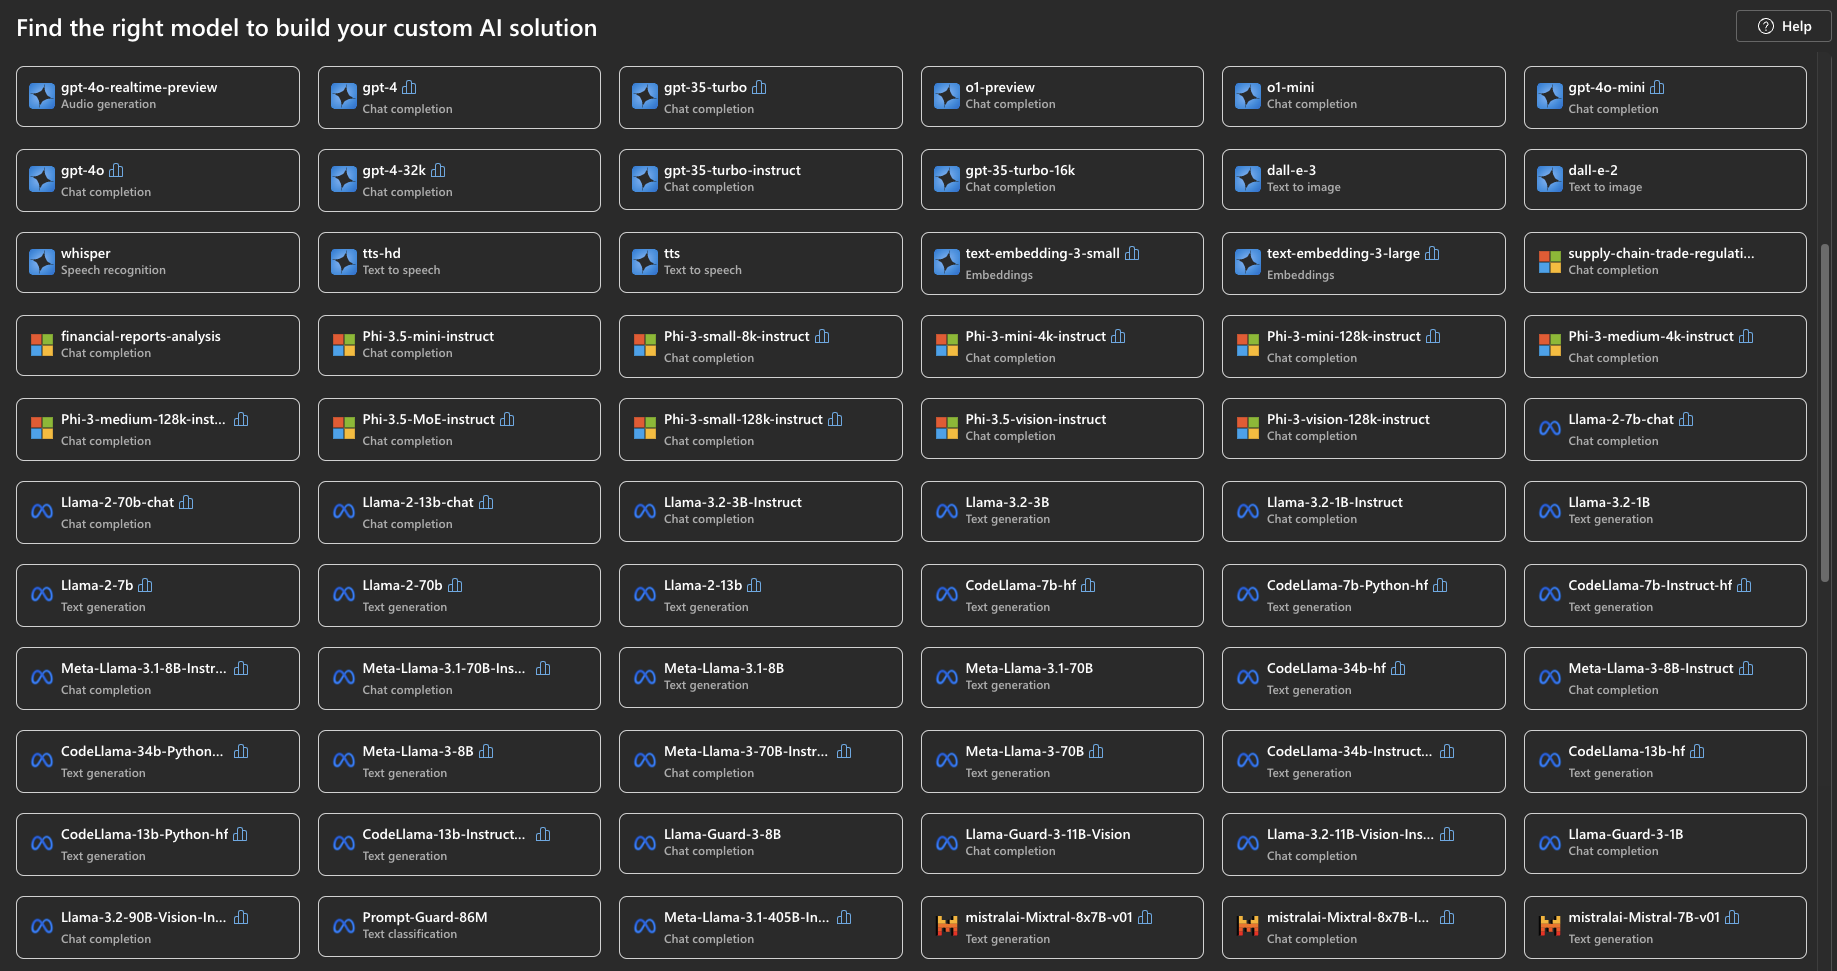 Find the right model to build your custom AI solution
Help
gpt-4o-realtime-preview
Audio generation
gpt-4
Chat completion
gpt-35-turbo
Chat completion
o1-preview
Chat completion
o1-mini
Chat completion
gpt-4o-mini
Chat completion
gpt-4o
Chat completion
gpt-4-32k
Chat completion
gpt-35-turbo-instruct
Chat completion
gpt-35-turbo-16k
Chat completion
dall-e-3
Text to image
dall-e-2
Text to image
whisper
Speech recognition
tts-hd
Text to speech
tts
Text to speech
text-embedding-3-small
Embeddings
text-embedding-3-large
Embeddings
supply-chain-trade-regulati...
Chat completion
financial-reports-analysis
Chat completion
Phi-3.5-mini-instruct
Chat completion
Phi-3-small-8k-instruct
Chat completion
Phi-3-mini-4k-instruct
Chat completion
Phi-3-mini-128k-instruct
Chat completion
Phi-3-medium-4k-instruct
Chat completion
Phi-3-medium-128k-inst...
Chat completion
Phi-3.5-MoE-instruct
Chat completion
Phi-3-small-128k-instruct
Chat completion
Phi-3.5-vision-instruct
Chat completion
Phi-3-vision-128k-instruct
Chat completion
Llama-2-7b-chat
Chat completion
Llama-2-70b-chat
Chat completion
Llama-2-13b-chat
Chat completion
Llama-3.2-3B-Instruct
Chat completion
Llama-3.2-3B
Text generation
Llama-3.2-1B-Instruct
Chat completion
Llama-3.2-1B
Text generation
Llama-2-7b
Text generation
Llama-2-70b
Text generation
Llama-2-13b
Text generation
CodeLlama-7b-hf
Text generation
CodeLlama-7b-Python-hf
Text generation
CodeLlama-7b-Instruct-hf
Text generation
Meta-Llama-3.1-8B-Instr...
Chat completion
Meta-Llama-3.1-70B-Ins...
Chat completion
Meta-Llama-3.1-8B
Text generation
Meta-Llama-3.1-70B
Text generation
CodeLlama-34b-hf
Text generation
Meta-Llama-3-8B-Instruct
Chat completion
CodeLlama-34b-Python...
Text generation
Meta-Llama-3-8B
Text generation
Meta-Llama-3-70B-Instr...
Chat completion
Meta-Llama-3-70B
Text generation
CodeLlama-34b-Instruct...
Text generation
CodeLlama-13b-hf
Text generation
CodeLlama-13b-Python-hf
Text generation
CodeLlama-13b-Instruct...
Text generation
Llama-Guard-3-8B
Chat completion
Llama-Guard-3-11B-Vision
Chat completion
Llama-3.2-11B-Vision-Ins...
Chat completion
Llama-Guard-3-1B
Chat completion
Llama-3.2-90B-Vision-In...
Chat completion
Prompt-Guard-86M
Text classification
Meta-Llama-3.1-405B-In...
Chat completion
mistralai-Mixtral-8x7B-v01
Text generation
mistralai-Mixtral-8x7B-I...
Chat completion
mistralai-Mistral-7B-v01
Text generation